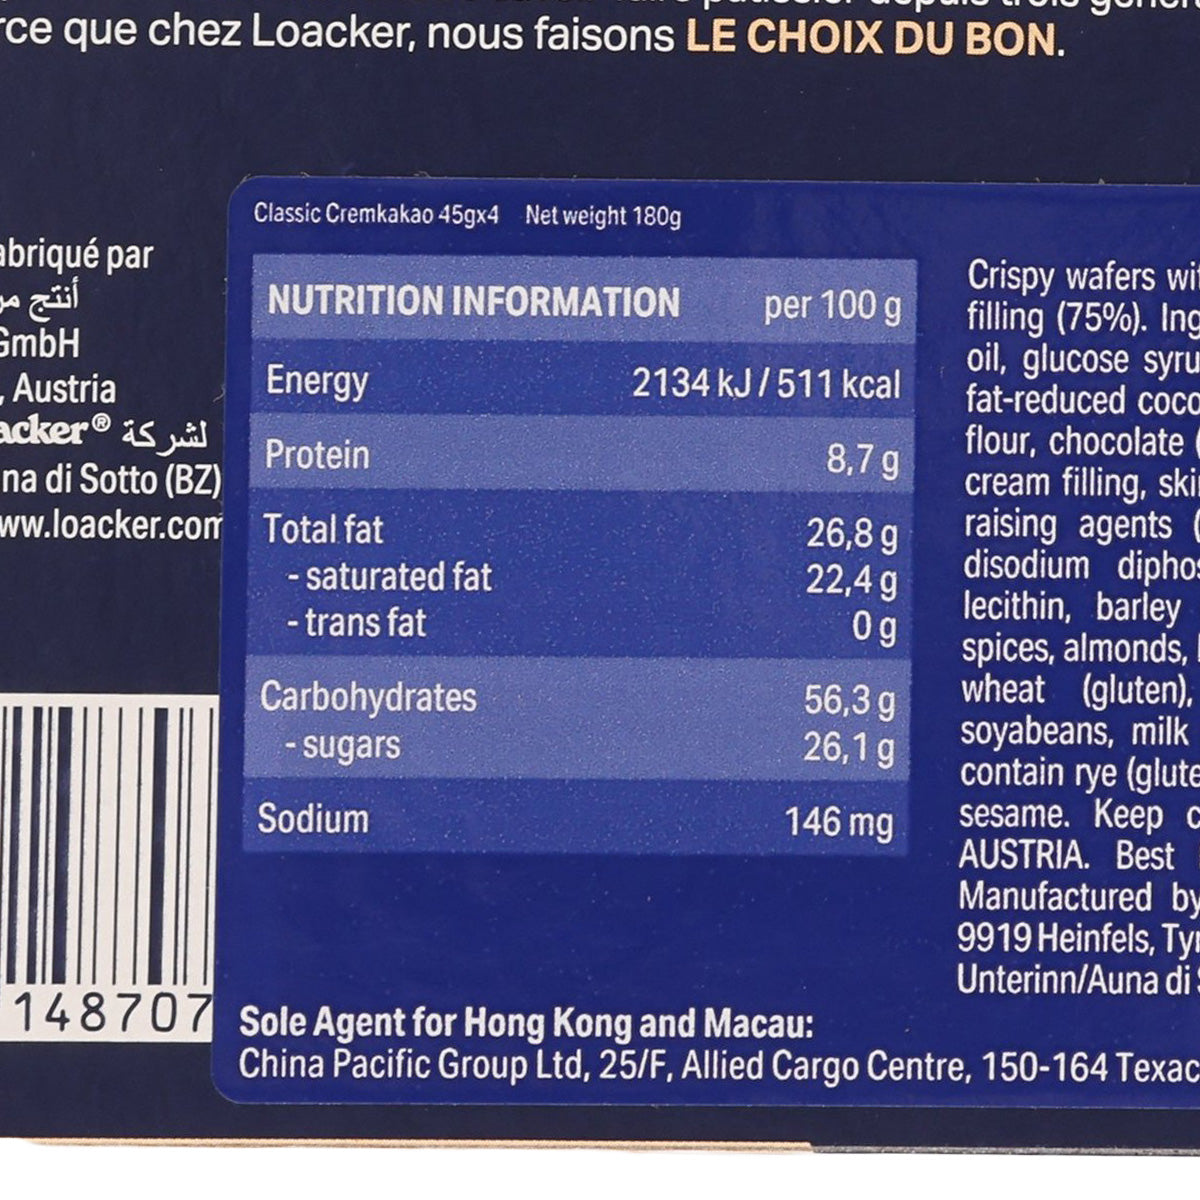 rce que chez Loacker, nous faisons LE CHOIX DU BON.
abriqué par
أنتج
GmbH
, Austria
acker® لشركة
na di Sotto (BZ)
ww.loacker.com
148707
Classic Cremkakao 45gx4 Net weight 180g
NUTRITION INFORMATION per 100 g
Energy 2134 kJ / 511 kcal
Protein 8,7 g
Total fat 26,8 g
- saturated fat 22,4 g
- trans fat 0 g
Carbohydrates 56,3 g
- sugars 26,1 g
Sodium 146 mg
Crispy wafers wit
filling (75%). Ing
oil, glucose syru
fat-reduced coco
flour, chocolate (
cream filling, ski
raising agents (
disodium diphos
lecithin, barley
spices, almonds,
wheat (gluten),
soyabeans, milk
contain rye (glute
sesame. Keep c
AUSTRIA. Best
Manufactured by
9919 Heinfels, Tyr
Unterinn/Auna di S
Sole Agent for Hong Kong and Macau:
China Pacific Group Ltd, 25/F, Allied Cargo Centre, 150-164 Texac